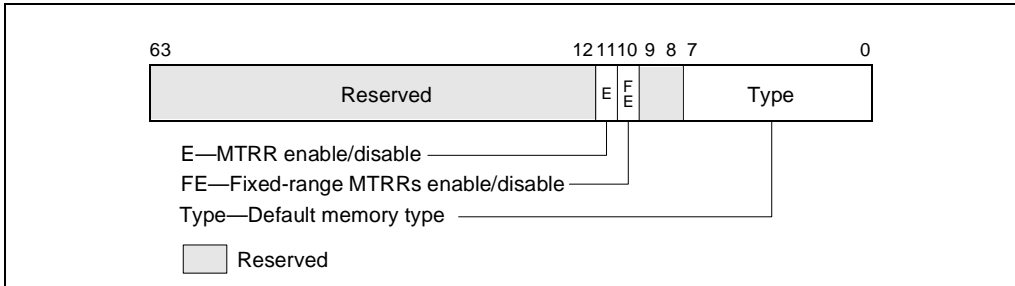 63 12 11 10 9 8 7 0
Reserved E FE Type
E—MTRR enable/disable
FE—Fixed-range MTRRs enable/disable
Type—Default memory type
Reserved